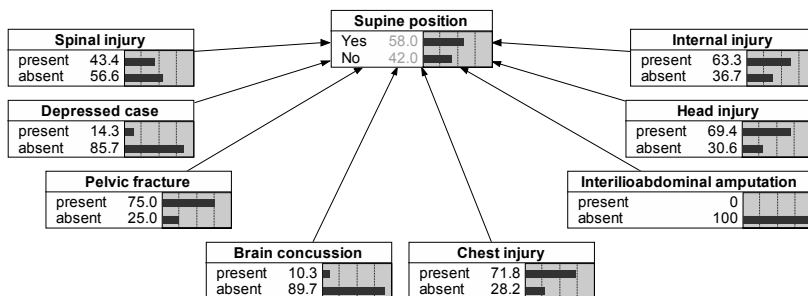 Supine position
Yes 58.0
No 42.0
Spinal injury
present 43.4
absent 56.6
Internal injury
present 63.3
absent 36.7
Depressed case
present 14.3
absent 85.7
Head injury
present 69.4
absent 30.6
Pelvic fracture
present 75.0
absent 25.0
Interilioabdominal amputation
present 0
absent 100
Brain concussion
present 10.3
absent 89.7
Chest injury
present 71.8
absent 28.2